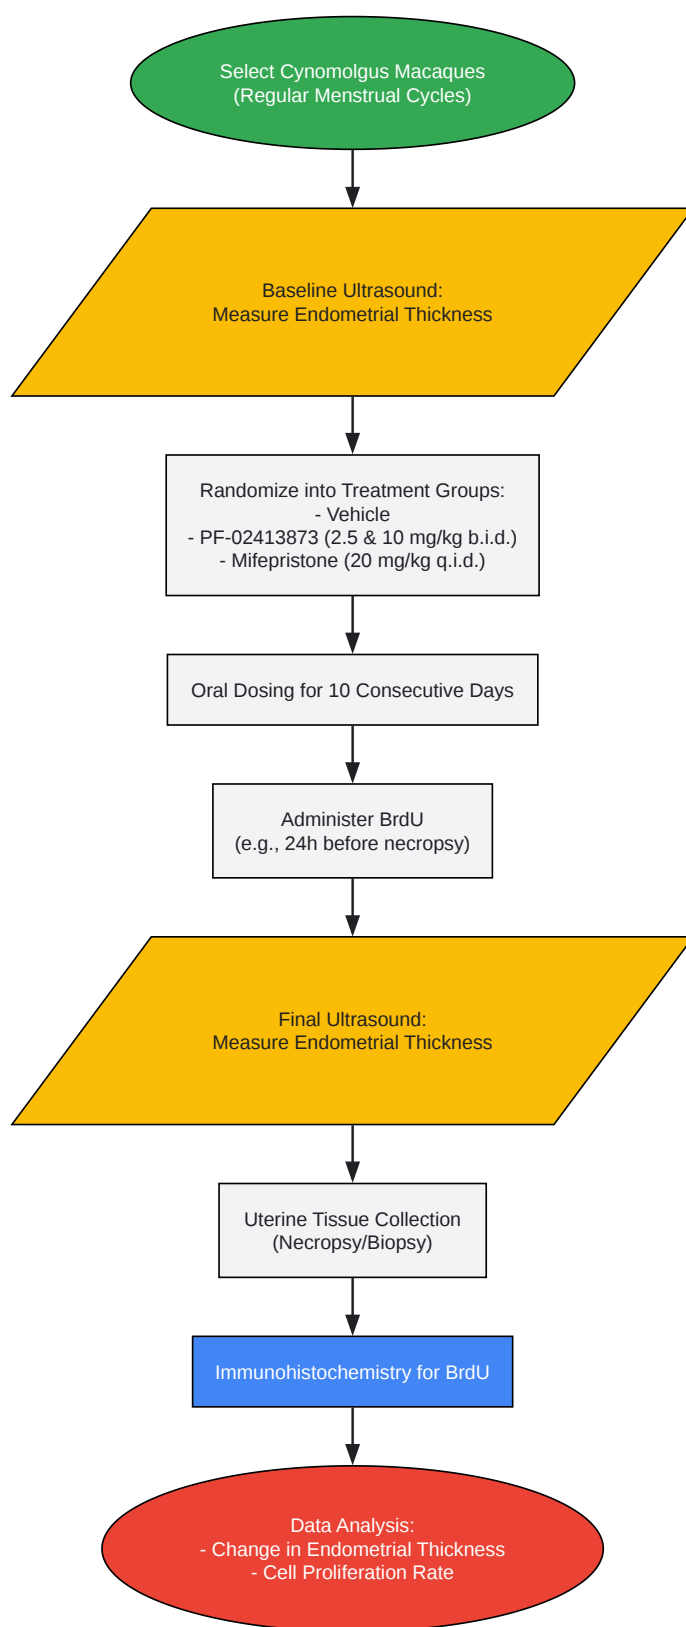 Select Cynomolgus Macaques
(Regular Menstrual Cycles)
Baseline Ultrasound:
Measure Endometrial Thickness
Randomize into Treatment Groups:
- Vehicle
- PF-02413873 (2.5 & 10 mg/kg b.i.d.)
- Mifepristone (20 mg/kg q.i.d.)
Oral Dosing for 10 Consecutive Days
Administer BrdU
(e.g., 24h before necropsy)
Final Ultrasound:
Measure Endometrial Thickness
Uterine Tissue Collection
(Necropsy/Biopsy)
Immunohistochemistry for BrdU
Data Analysis:
- Change in Endometrial Thickness
- Cell Proliferation Rate